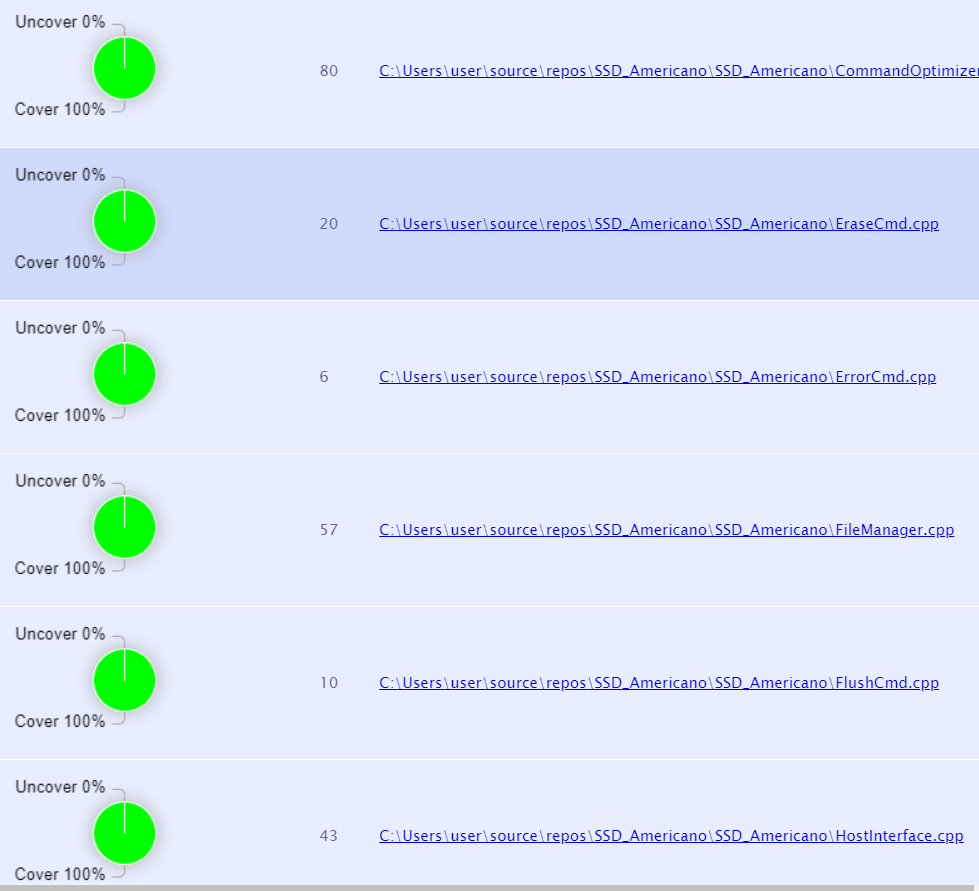 Uncover 0%
80 C:\Users\user\source\repos\SSD_Americano\SSD_Americano\CommandOptimizer
Cover 100%
Uncover 0%
20 C:\Users\user\source\repos\SSD_Americano\SSD_Americano\EraseCmd.cpp
Cover 100%
Uncover 0%
6 C:\Users\user\source\repos\SSD_Americano\SSD_Americano\ErrorCmd.cpp
Cover 100%
Uncover 0%
57 C:\Users\user\source\repos\SSD_Americano\SSD_Americano\FileManager.cpp
Cover 100%
Uncover 0%
10 C:\Users\user\source\repos\SSD_Americano\SSD_Americano\FlushCmd.cpp
Cover 100%
Uncover 0%
43 C:\Users\user\source\repos\SSD_Americano\SSD_Americano\HostInterface.cpp
Cover 100%